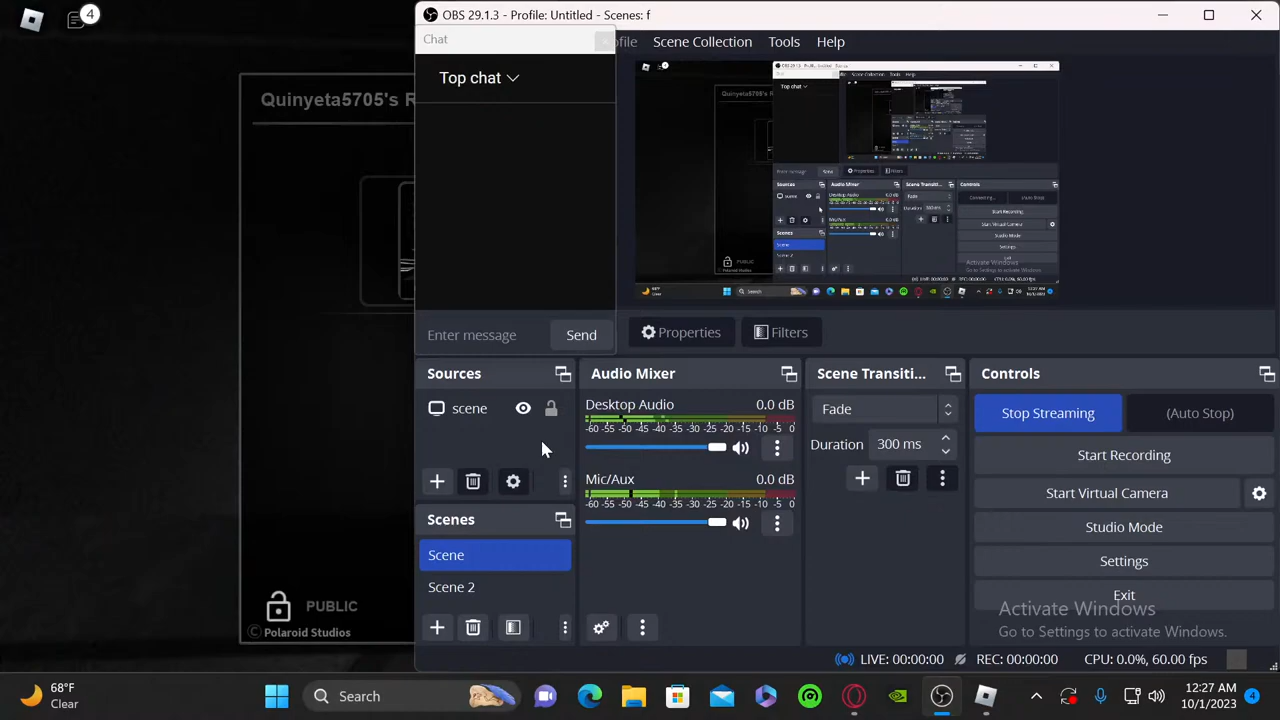 4
OBS 29.1.3 - Profile: Untitled - Scenes: f
Chat
ofile
Scene Collection
Tools
Help
Top chat
Quinyeta5705's R
Quinyeta5705's R
Top chat
PUBLIC
Enter message
Send
Properties
Filters
Sources
scene
Audio Mixer
Desktop Audio
0.0 dB
-60 -55 -50 -45 -40 -35 -30 -25 -20 -15 -10 -5 0
Mic/Aux
0.0 dB
-60 -55 -50 -45 -40 -35 -30 -25 -20 -15 -10 -5 0
Scene Transiti...
Fade
Duration
300 ms
Controls
Stop Streaming
(Auto Stop)
Start Recording
Start Virtual Camera
Studio Mode
Settings
Exit
Scenes
Scene
Scene 2
PUBLIC
© Polaroid Studios
Activate Windows
Go to Settings to activate Windows.
LIVE: 00:00:00
REC: 00:00:00
CPU: 0.0%, 60.00 fps
68°F
Clear
Search
12:27 AM
10/1/2023
4